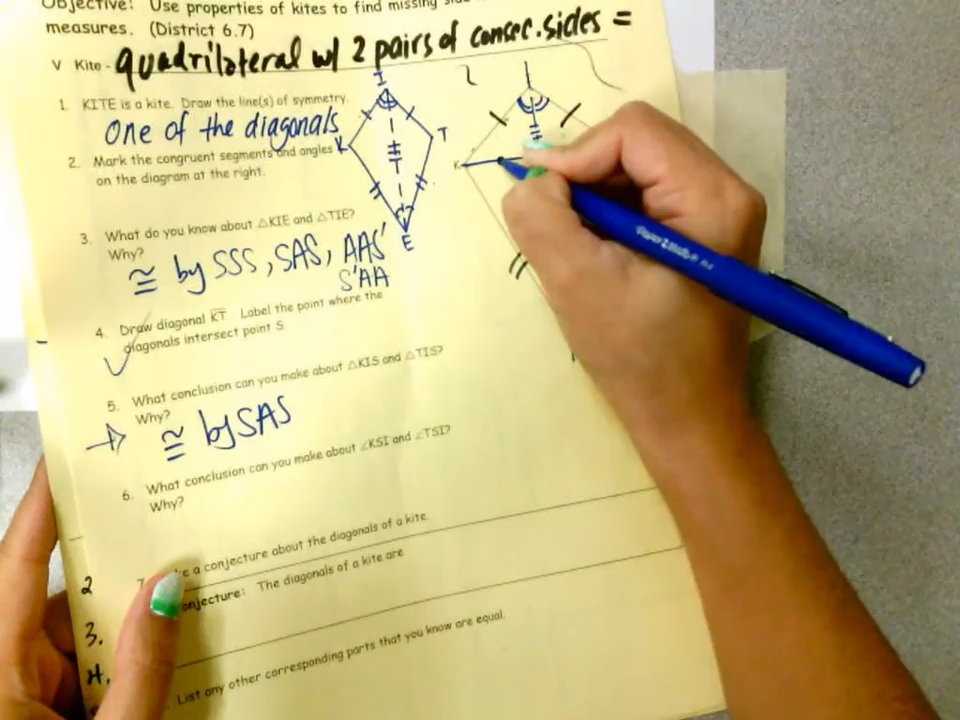 Objective: Use properties of kites to find missing
measures. (District 6.7)
V Kite - quadrilateral w/ 2 pairs of consec. sides =
1. KITE is a kite. Draw the line(s) of symmetry
One of the diagonals
2. Mark the congruent segments and angles
on the diagram at the right.
I
K
T
T
E
3. What do you know about △KIE and △TIE?
Why?
≅ by SSS, SAS, AAS'
S'AA
4. Draw diagonal KT. Label the point where the
diagonals intersect point S.
5. What conclusion can you make about △KIS and △TIS?
Why?
≅ by SAS
6. What conclusion can you make about ∠KSI and ∠TSI?
Why?
a conjecture about the diagonals of a kite.
onjecture: The diagonals of a kite are
List any other corresponding parts that you know are equal.
2
3.
4.
I
K